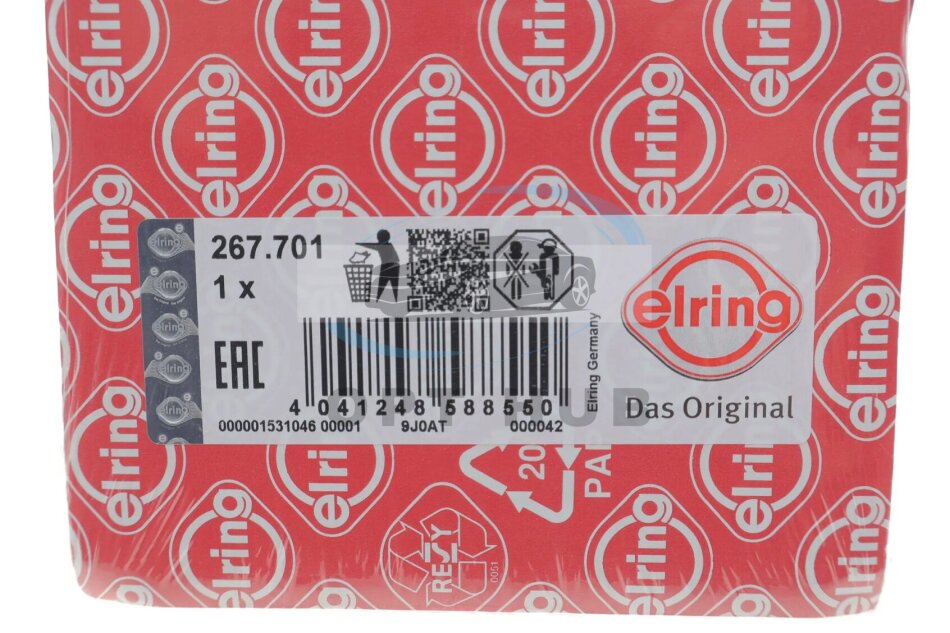 267.701
1 x
elring
EAC
4 041248 588550
Elring Germany
Das Original
000001531046 00001 9J0AT 000042
20
PAP
RESY
0051